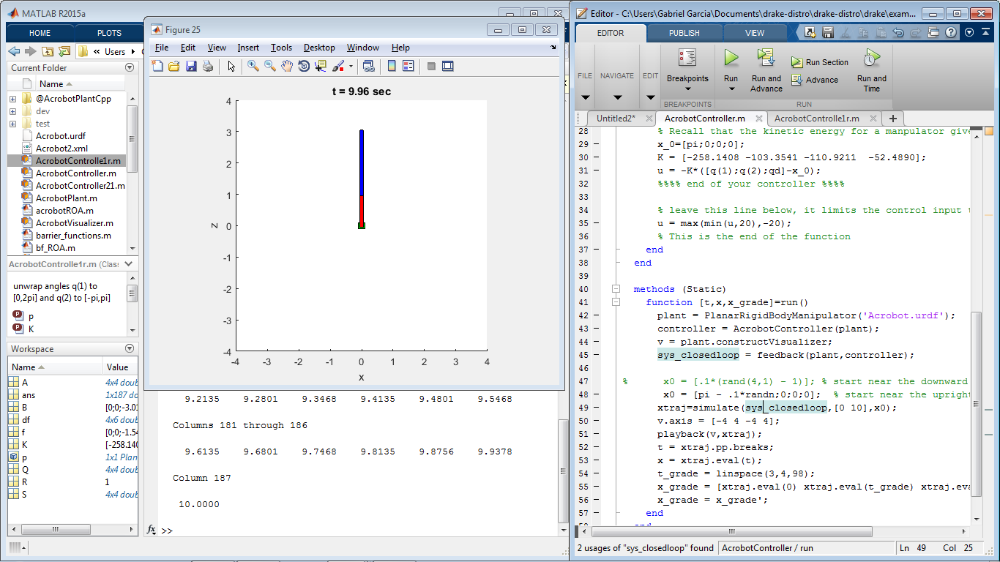 MATLAB R2015a
HOME
PLOTS
« Users
Current Folder
Name
@AcrobotPlantCpp
dev
test
Acrobot.urdf
Acrobot2.xml
AcrobotControlle1r.m
AcrobotController.m
AcrobotController21.m
AcrobotPlant.m
acrobotROA.m
AcrobotVisualizer.m
barrier_functions.m
bf_ROA.m
AcrobotControlle1r.m (Clas
unwrap angles q(1) to
[0,2pi] and q(2) to [-pi,pi]
p
K
Workspace
Name Value
A 4x4 doub
ans 1x187 do
B [0;0;-3.01
df 4x6 doub
f [0;0;-1.54
K [-258.140
p 1x1 Plan
Q 4x4 doub
R 1
S 4x4 doub
Figure 25
File Edit View Insert Tools Desktop Window Help
t = 9.96 sec
4
3
2
1
0
-1
-2
-3
-4
z
-4 -3 -2 -1 0 1 2 3 4
x
9.2135 9.2801 9.3468 9.4135 9.4801 9.5468
Columns 181 through 186
9.6135 9.6801 9.7468 9.8135 9.8756 9.9378
Column 187
10.0000
fx >>
Editor - C:\Users\Gabriel Garcia\Documents\drake-distro\drake-distro\drake\exam...
EDITOR
PUBLISH
VIEW
FILE
NAVIGATE
EDIT
Breakpoints
BREAKPOINTS
Run
Run and
Advance
Run Section
Advance
Run and
Time
RUN
Untitled2*
AcrobotController.m
AcrobotControlle1r.m
28 % Recall that the kinetic energy for a manpulator give
29 x_0=[pi;0;0;0];
30 K = [-258.1408 -103.3541 -110.9211 -52.4890];
31 u = -K*([q(1);q(2);qd]-x_0);
32 %%%% end of your controller %%%%
33
34 % leave this line below, it limits the control input t
35 u = max(min(u,20),-20);
36 % This is the end of the function
37 end
38 end
39
40 methods (Static)
41 function [t,x,x_grade]=run()
42 plant = PlanarRigidBodyManipulator('Acrobot.urdf');
43 controller = AcrobotController(plant);
44 v = plant.constructVisualizer;
45 sys_closedloop = feedback(plant,controller);
46
47 % x0 = [.1*(rand(4,1) - 1)]; % start near the downward
48 x0 = [pi - .1*randn;0;0;0]; % start near the upright
49 xtraj=simulate(sys_closedloop,[0 10],x0);
50 v.axis = [-4 4 -4 4];
51 playback(v,xtraj);
52 t = xtraj.pp.breaks;
53 x = xtraj.eval(t);
54 t_grade = linspace(3,4,98);
55 x_grade = [xtraj.eval(0) xtraj.eval(t_grade) xtraj.eva
56 x_grade = x_grade';
57 end
2 usages of "sys_closedloop" found
AcrobotController / run
Ln 49 Col 25